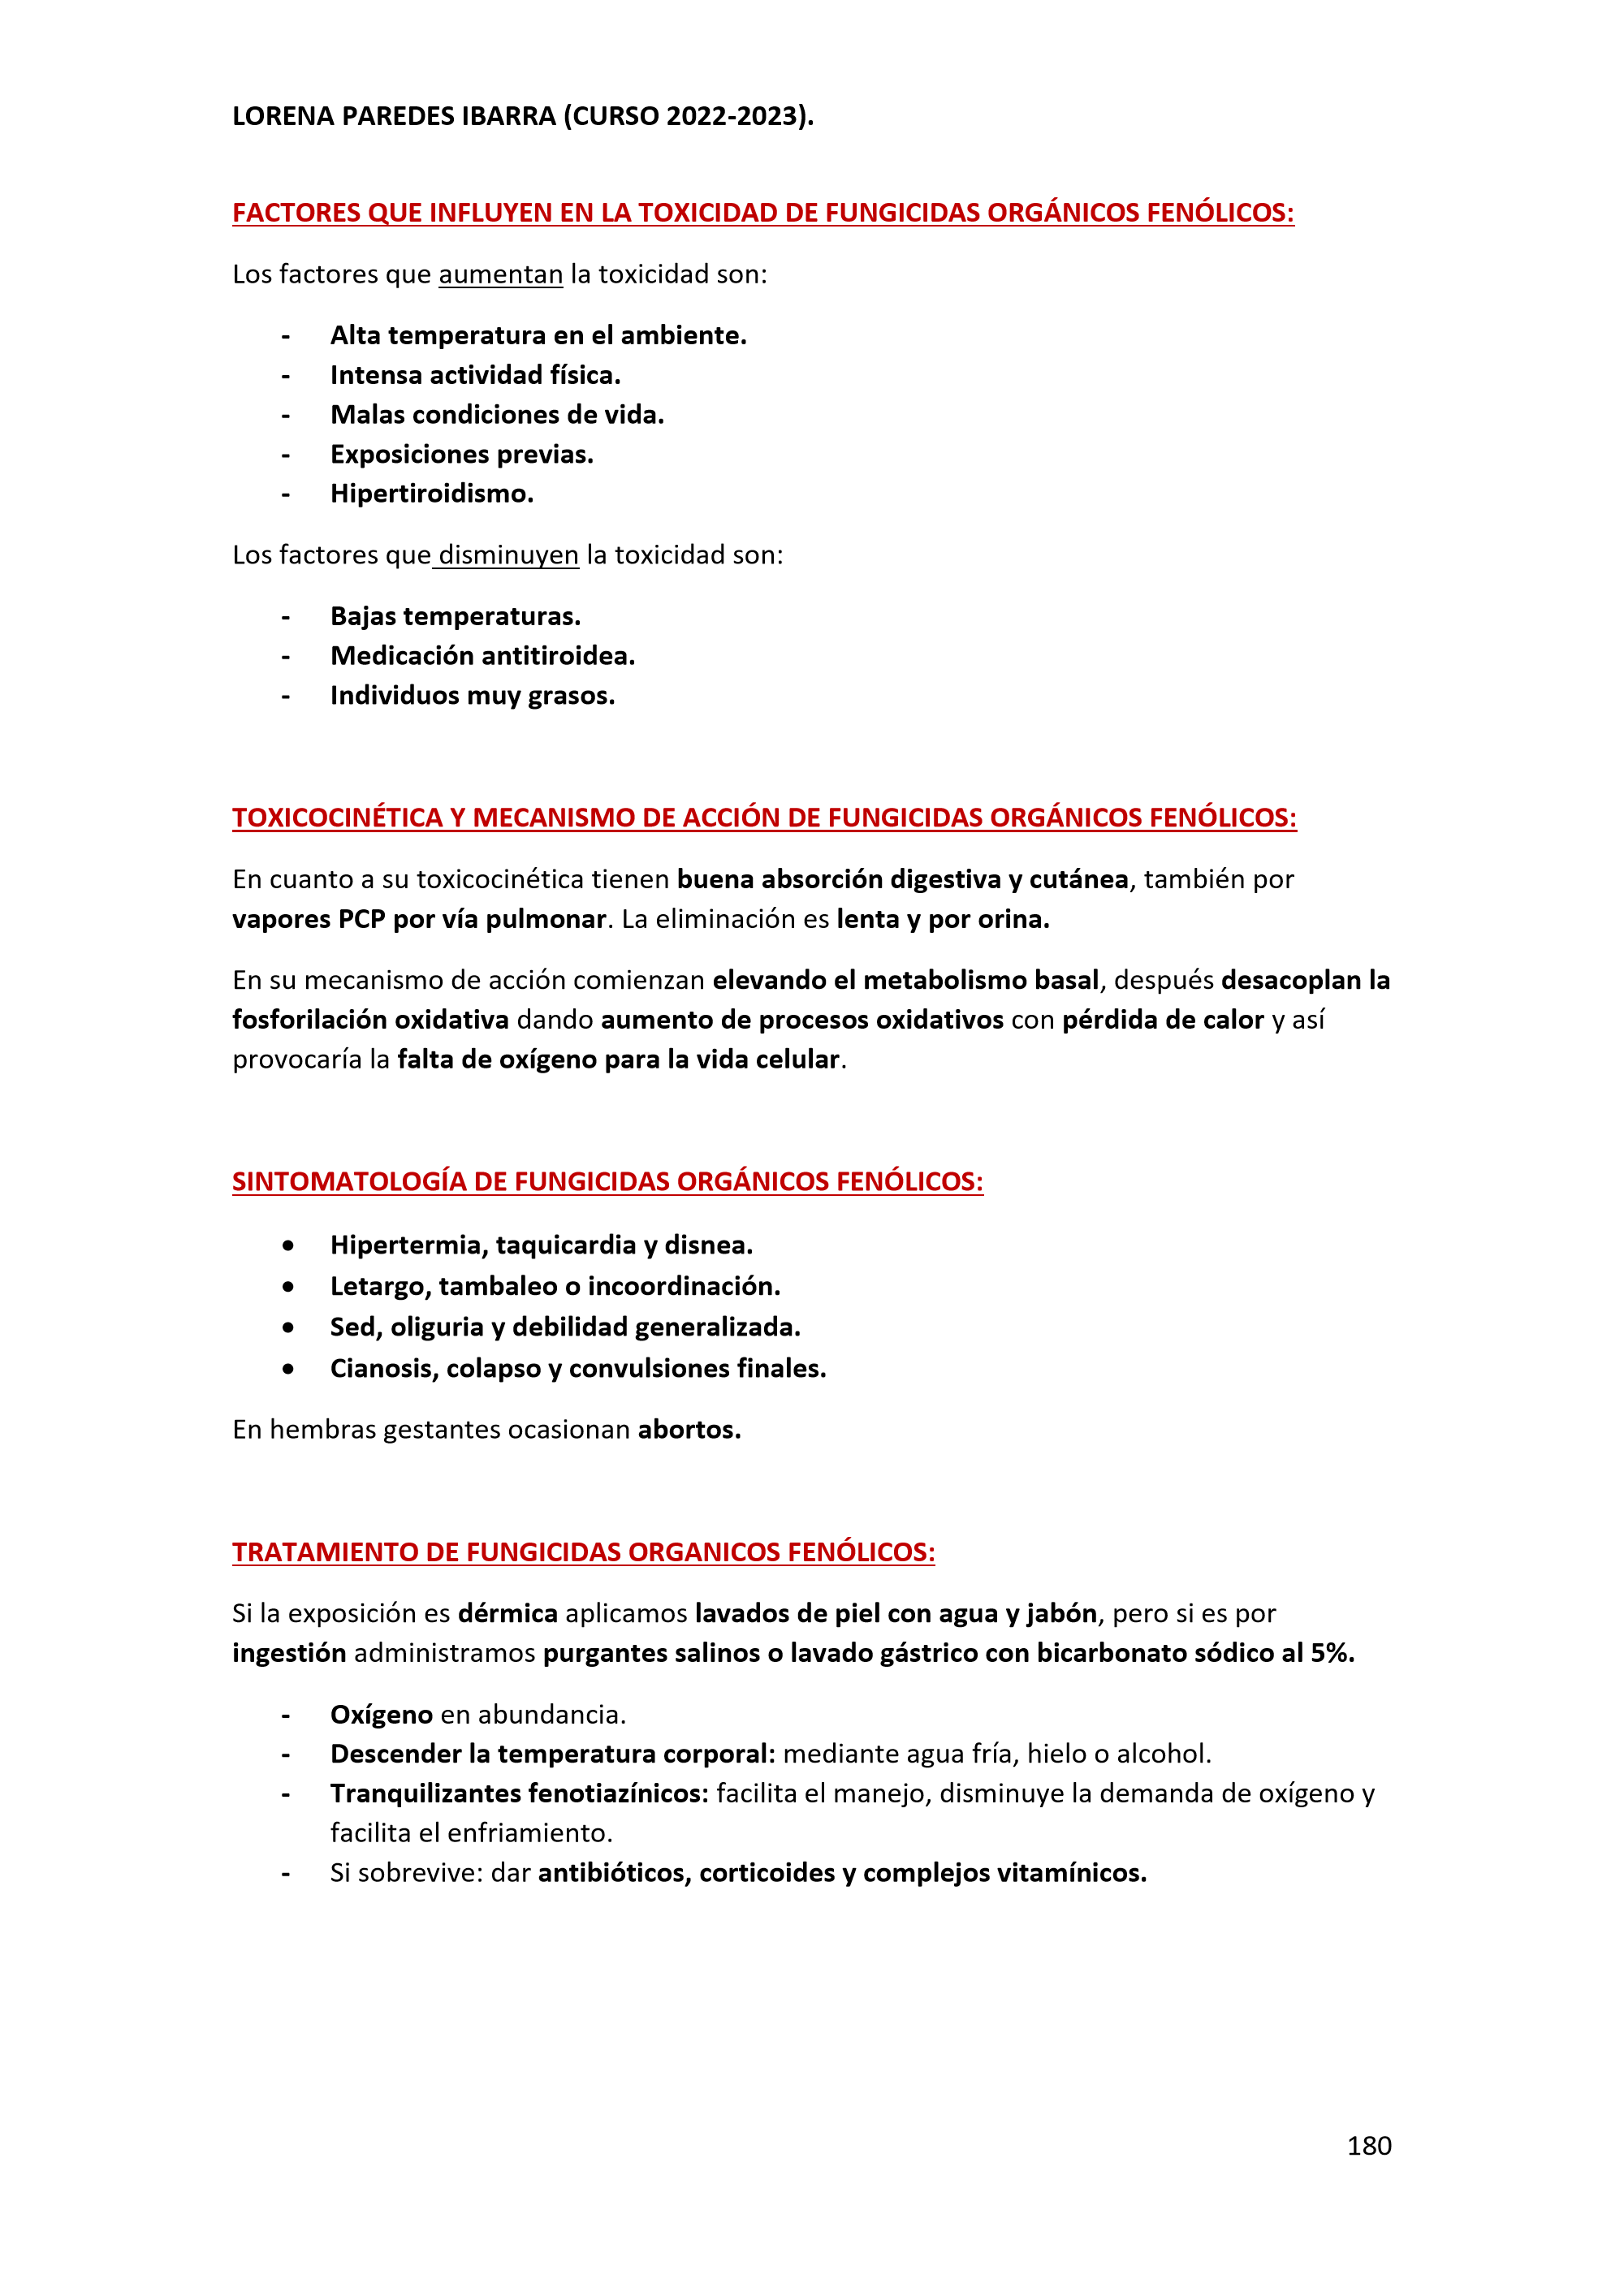 LORENA PAREDES IBARRA (CURSO 2022-2023).
FACTORES QUE INFLUYEN EN LA TOXICIDAD DE FUNGICIDAS ORGÁNICOS FENÓLICOS:
Los factores que aumentan la toxicidad son:
- Alta temperatura en el ambiente.
- Intensa actividad física.
- Malas condiciones de vida.
- Exposiciones previas.
- Hipertiroidismo.
Los factores que disminuyen la toxicidad son:
- Bajas temperaturas.
- Medicación antitiroidea.
- Individuos muy grasos.
TOXICOCINÉTICA Y MECANISMO DE ACCIÓN DE FUNGICIDAS ORGÁNICOS FENÓLICOS:
En cuanto a su toxicocinética tienen buena absorción digestiva y cutánea, también por
vapores PCP por vía pulmonar. La eliminación es lenta y por orina.
En su mecanismo de acción comienzan elevando el metabolismo basal, después desacoplan la
fosforilación oxidativa dando aumento de procesos oxidativos con pérdida de calor y así
provocaría la falta de oxígeno para la vida celular.
SINTOMATOLOGÍA DE FUNGICIDAS ORGÁNICOS FENÓLICOS:
• Hipertermia, taquicardia y disnea.
• Letargo, tambaleo o incoordinación.
• Sed, oliguria y debilidad generalizada.
• Cianosis, colapso y convulsiones finales.
En hembras gestantes ocasionan abortos.
TRATAMIENTO DE FUNGICIDAS ORGANICOS FENÓLICOS:
Si la exposición es dérmica aplicamos lavados de piel con agua y jabón, pero si es por
ingestión administramos purgantes salinos o lavado gástrico con bicarbonato sódico al 5%.
- Oxígeno en abundancia.
- Descender la temperatura corporal: mediante agua fría, hielo o alcohol.
- Tranquilizantes fenotiazínicos: facilita el manejo, disminuye la demanda de oxígeno y
facilita el enfriamiento.
- Si sobrevive: dar antibióticos, corticoides y complejos vitamínicos.
180